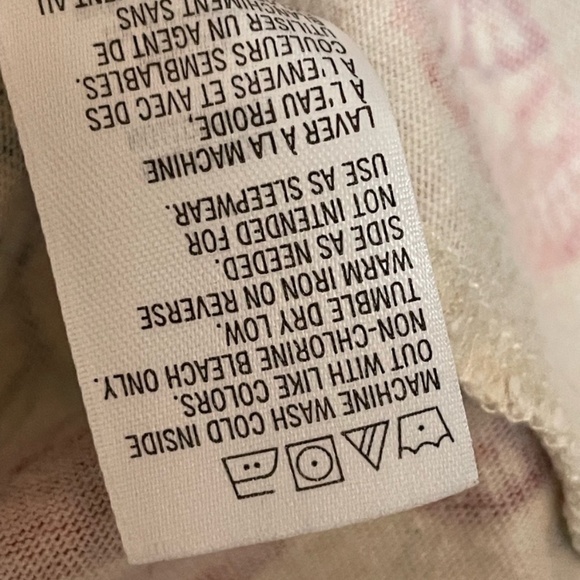 MACHINE WASH COLD INSIDE
OUT WITH LIKE COLORS.
NON-CHLORINE BLEACH ONLY.
TUMBLE DRY LOW.
WARM IRON ON REVERSE
SIDE AS NEEDED.
NOT INTENDED FOR
USE AS SLEEPWEAR.
LAVER À LA MACHINE
À L'EAU FROIDE,
À L'ENVERS ET AVEC DES
COULEURS SEMBLABLES.
UTILISER UN AGENT DE
BLANCHIMENT SANS